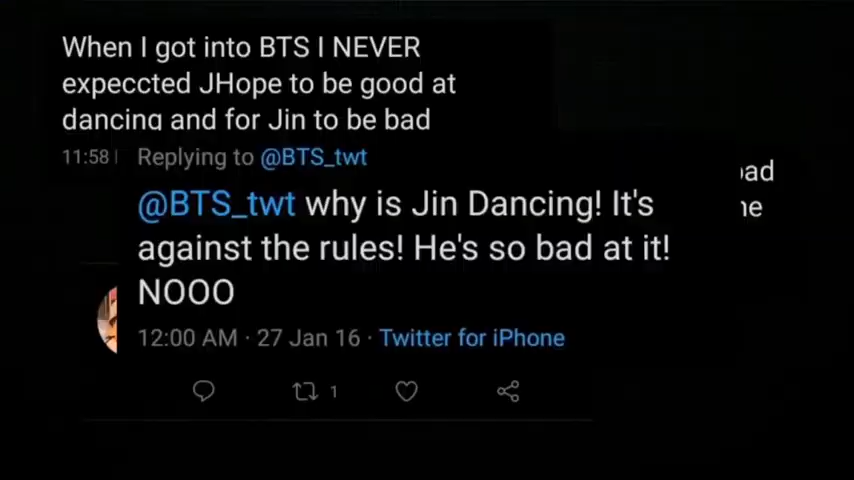 When I got into BTS I NEVER
expeccted JHope to be good at
dancing and for Jin to be bad
11:58
Replying to @BTS_twt
@BTS_twt why is Jin Dancing! It's
against the rules! He's so bad at it!
NOOO
12:00 AM · 27 Jan 16 · Twitter for iPhone
1